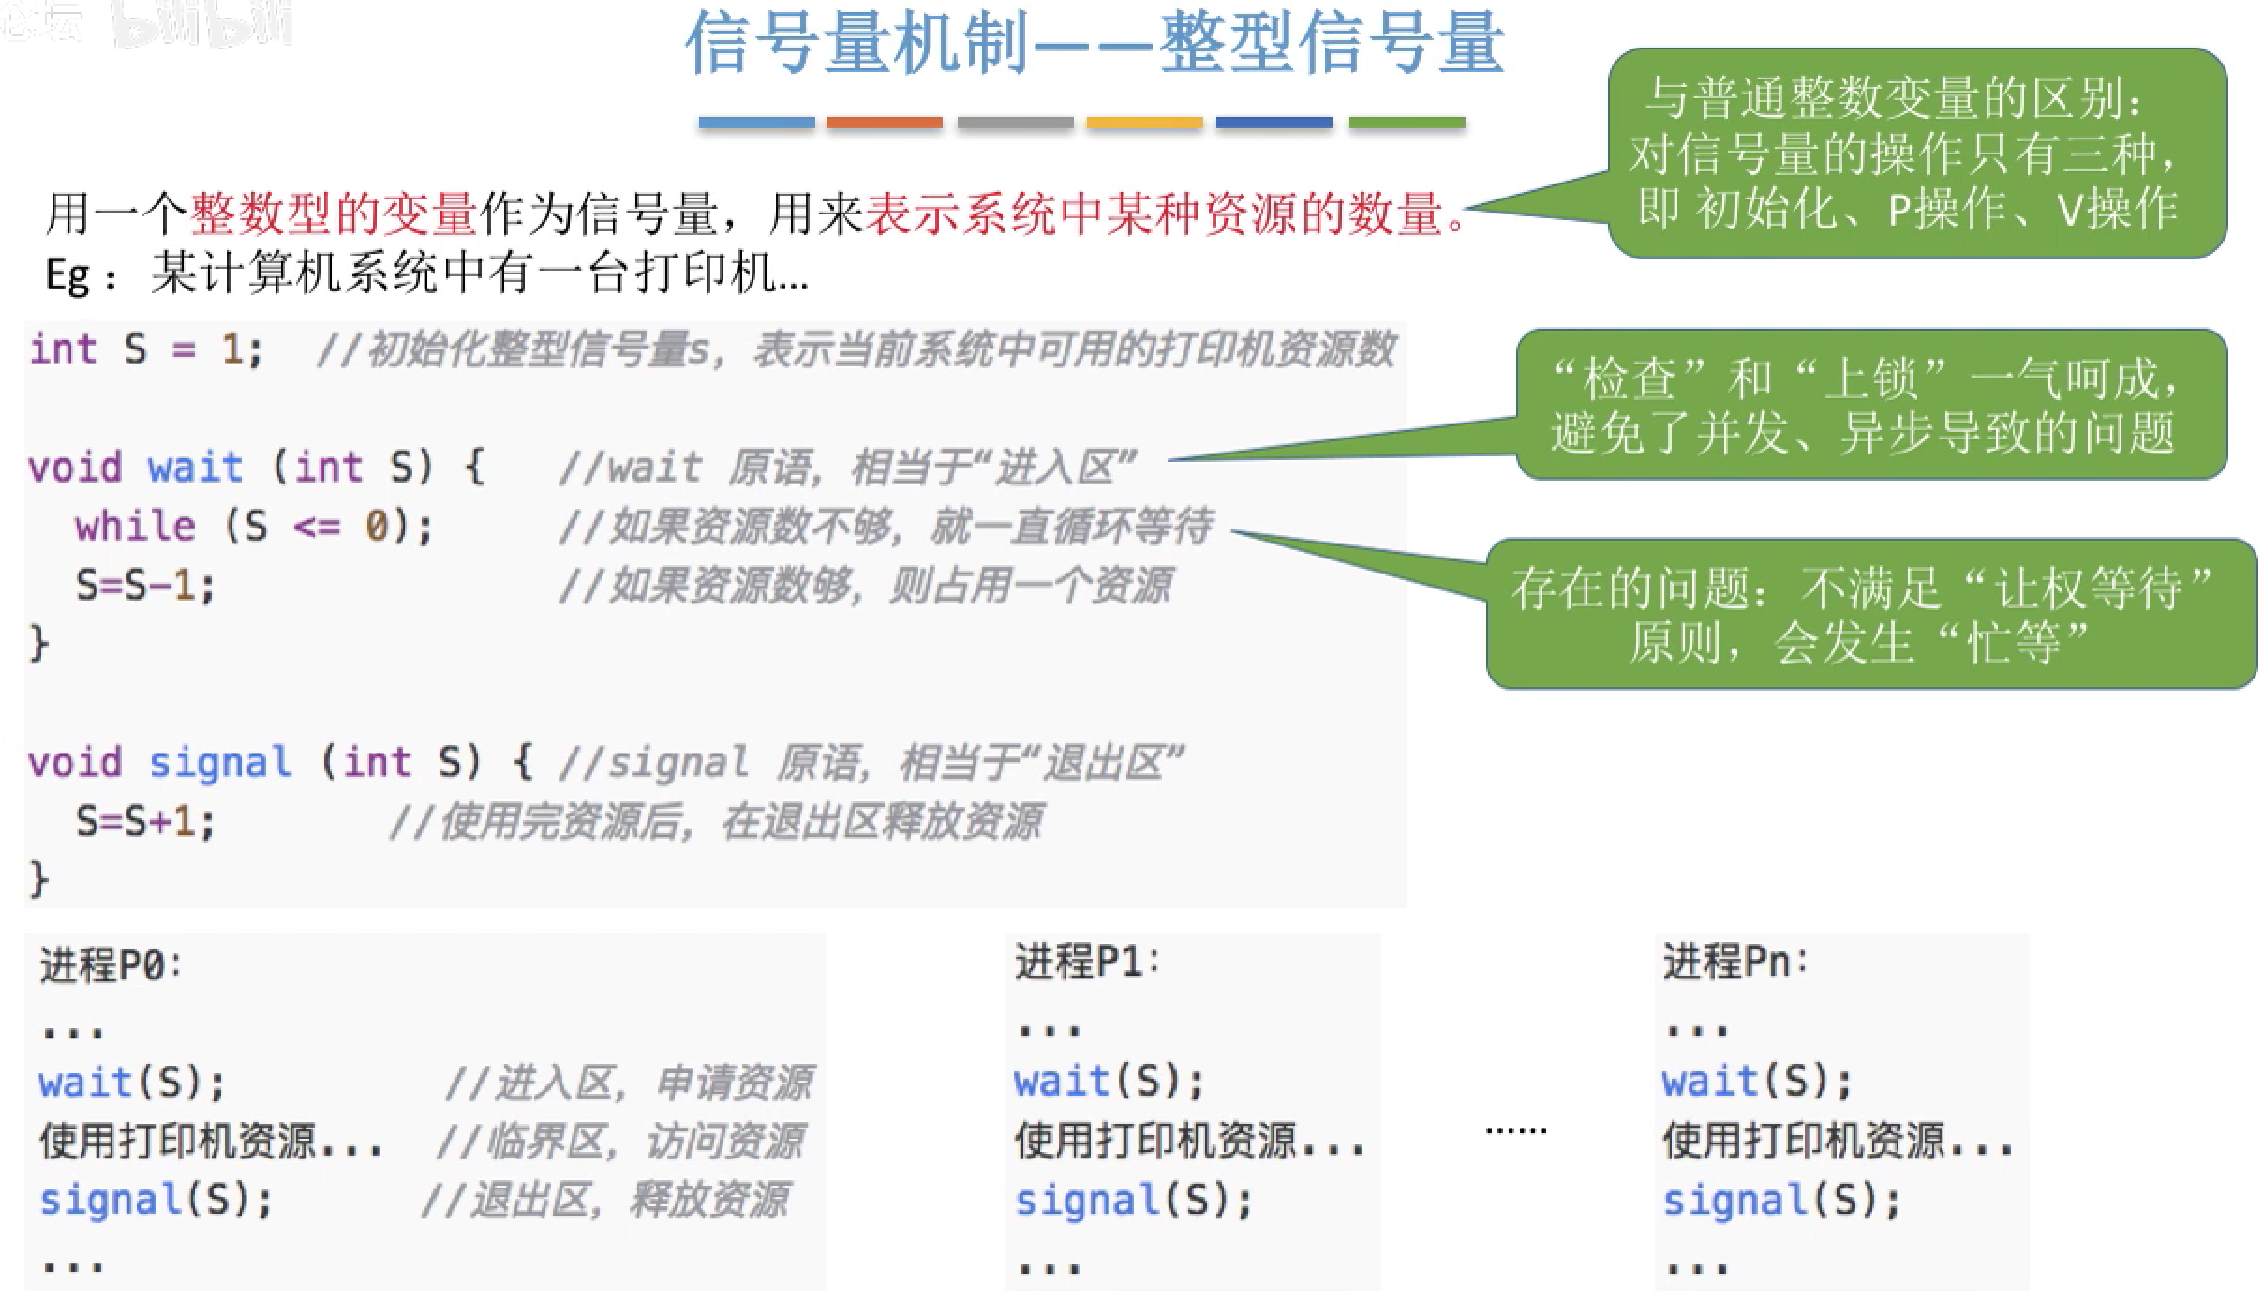 bilibili
信号量机制——整型信号量
与普通整数变量的区别：
对信号量的操作只有三种，
即 初始化、P操作、V操作
用一个整数型的变量作为信号量，用来表示系统中某种资源的数量。
Eg： 某计算机系统中有一台打印机...
int S = 1;  //初始化整型信号量s，表示当前系统中可用的打印机资源数
“检查”和“上锁”一气呵成，
避免了并发、异步导致的问题
void wait (int S) {   //wait 原语，相当于“进入区”
while (S <= 0);   //如果资源数不够，就一直循环等待
S=S-1;   //如果资源数够，则占用一个资源
}
存在的问题：不满足“让权等待”
原则，会发生“忙等”
void signal (int S) { //signal 原语，相当于“退出区”
S=S+1;   //使用完资源后，在退出区释放资源
}
进程P0：
...
wait(S);   //进入区，申请资源
使用打印机资源...   //临界区，访问资源
signal(S);   //退出区，释放资源
...
进程P1：
...
wait(S);
使用打印机资源...
signal(S);
...
......
进程Pn：
...
wait(S);
使用打印机资源...
signal(S);
...